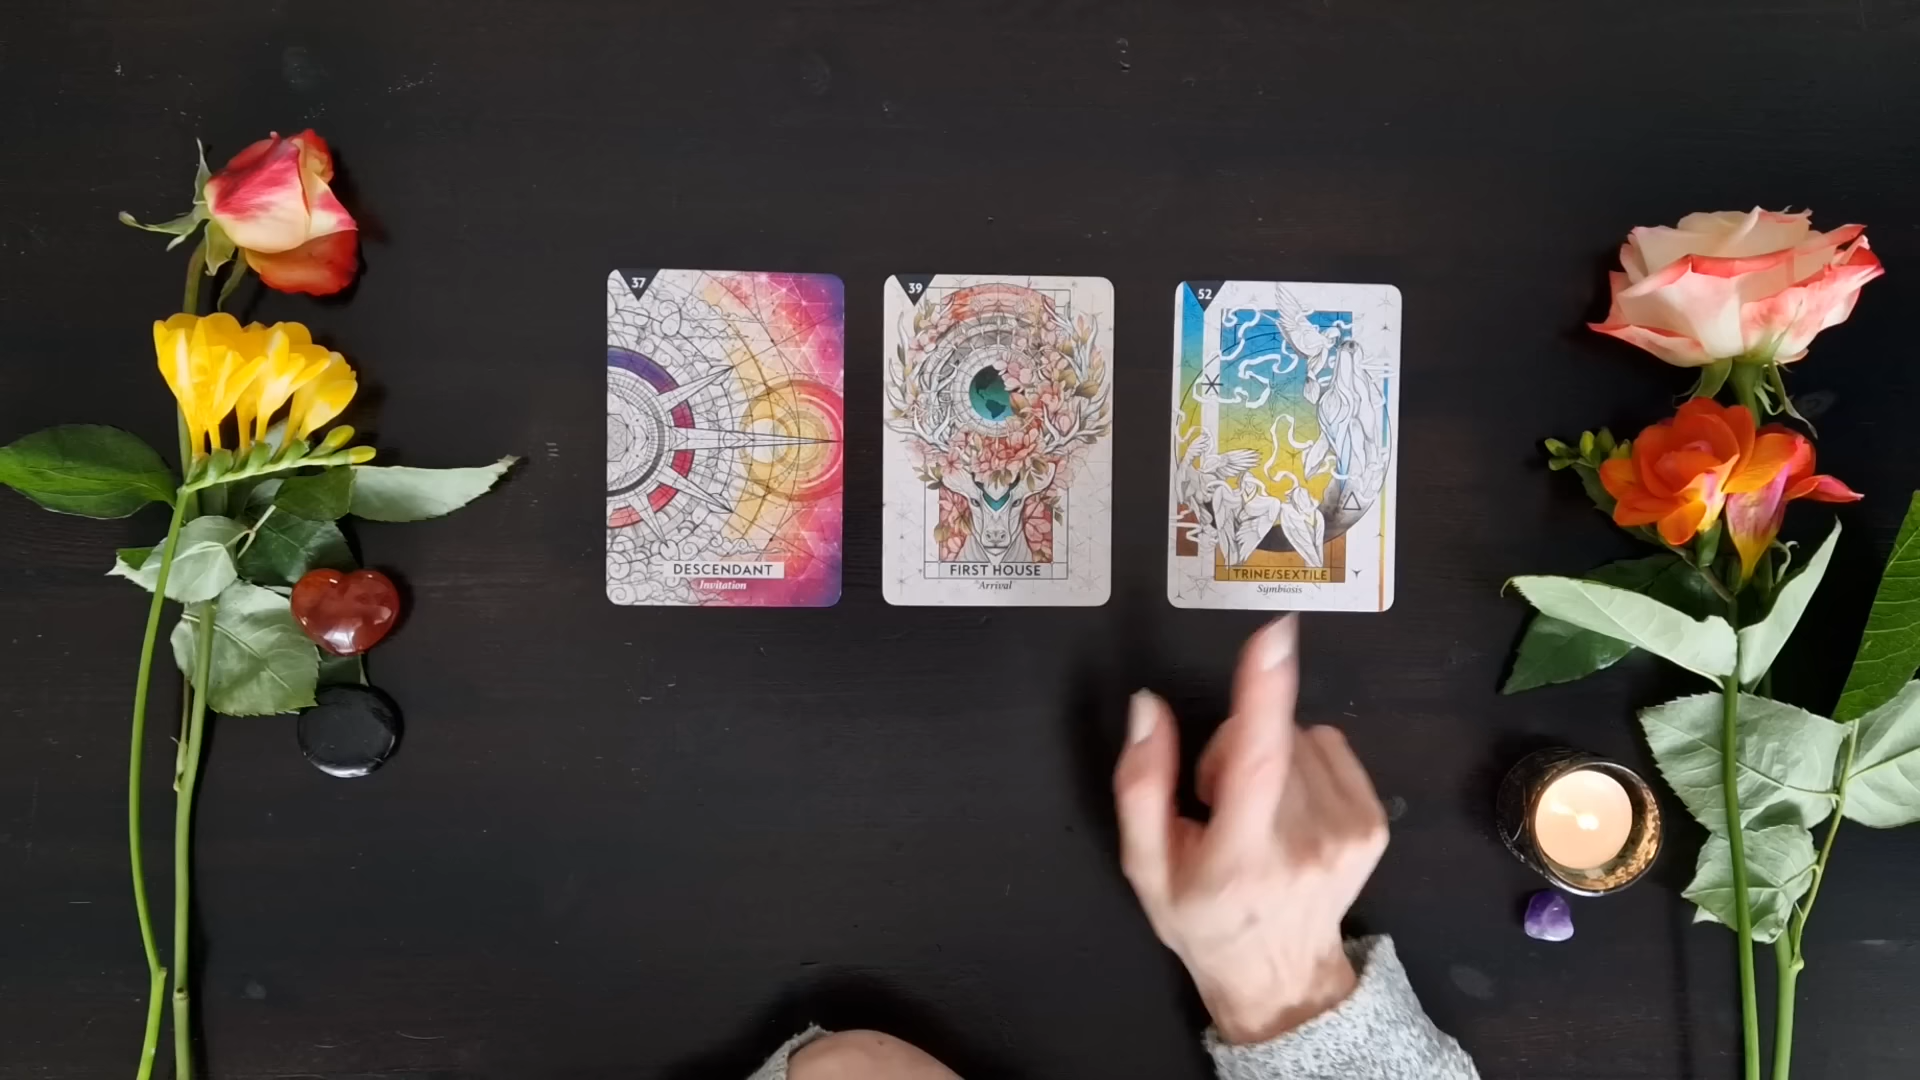 37
DESCENDANT
Invitation
39
FIRST HOUSE
Arrival
52
TRINE/SEXTILE
Symbiosis